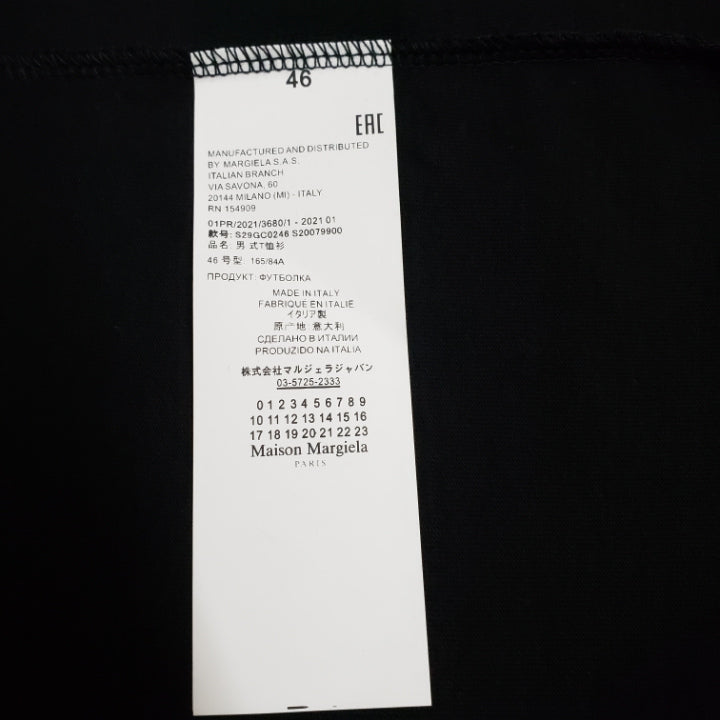 46
EAC
MANUFACTURED AND DISTRIBUTED
BY MARGIELA S.A.S.
ITALIAN BRANCH
VIA SAVONA, 60
20144 MILANO (MI) - ITALY
RN 154909
01PR/2021/3680/1 - 2021 01
款号: S29GC0246 S20079900
品名 男 式T恤衫
46 号型 165/84A
ПРОДУКТ: ФУТБОЛКА
MADE IN ITALY
FABRIQUE EN ITALIE
イタリア製
原产地 意大利
СДЕЛАНО В ИТАЛИИ
PRODUZIDO NA ITALIA
株式会社マルジェラジャパン
03-5725-2333
0 1 2 3 4 5 6 7 8 9
10 11 12 13 14 15 16
17 18 19 20 21 22 23
Maison Margiela
PARIS